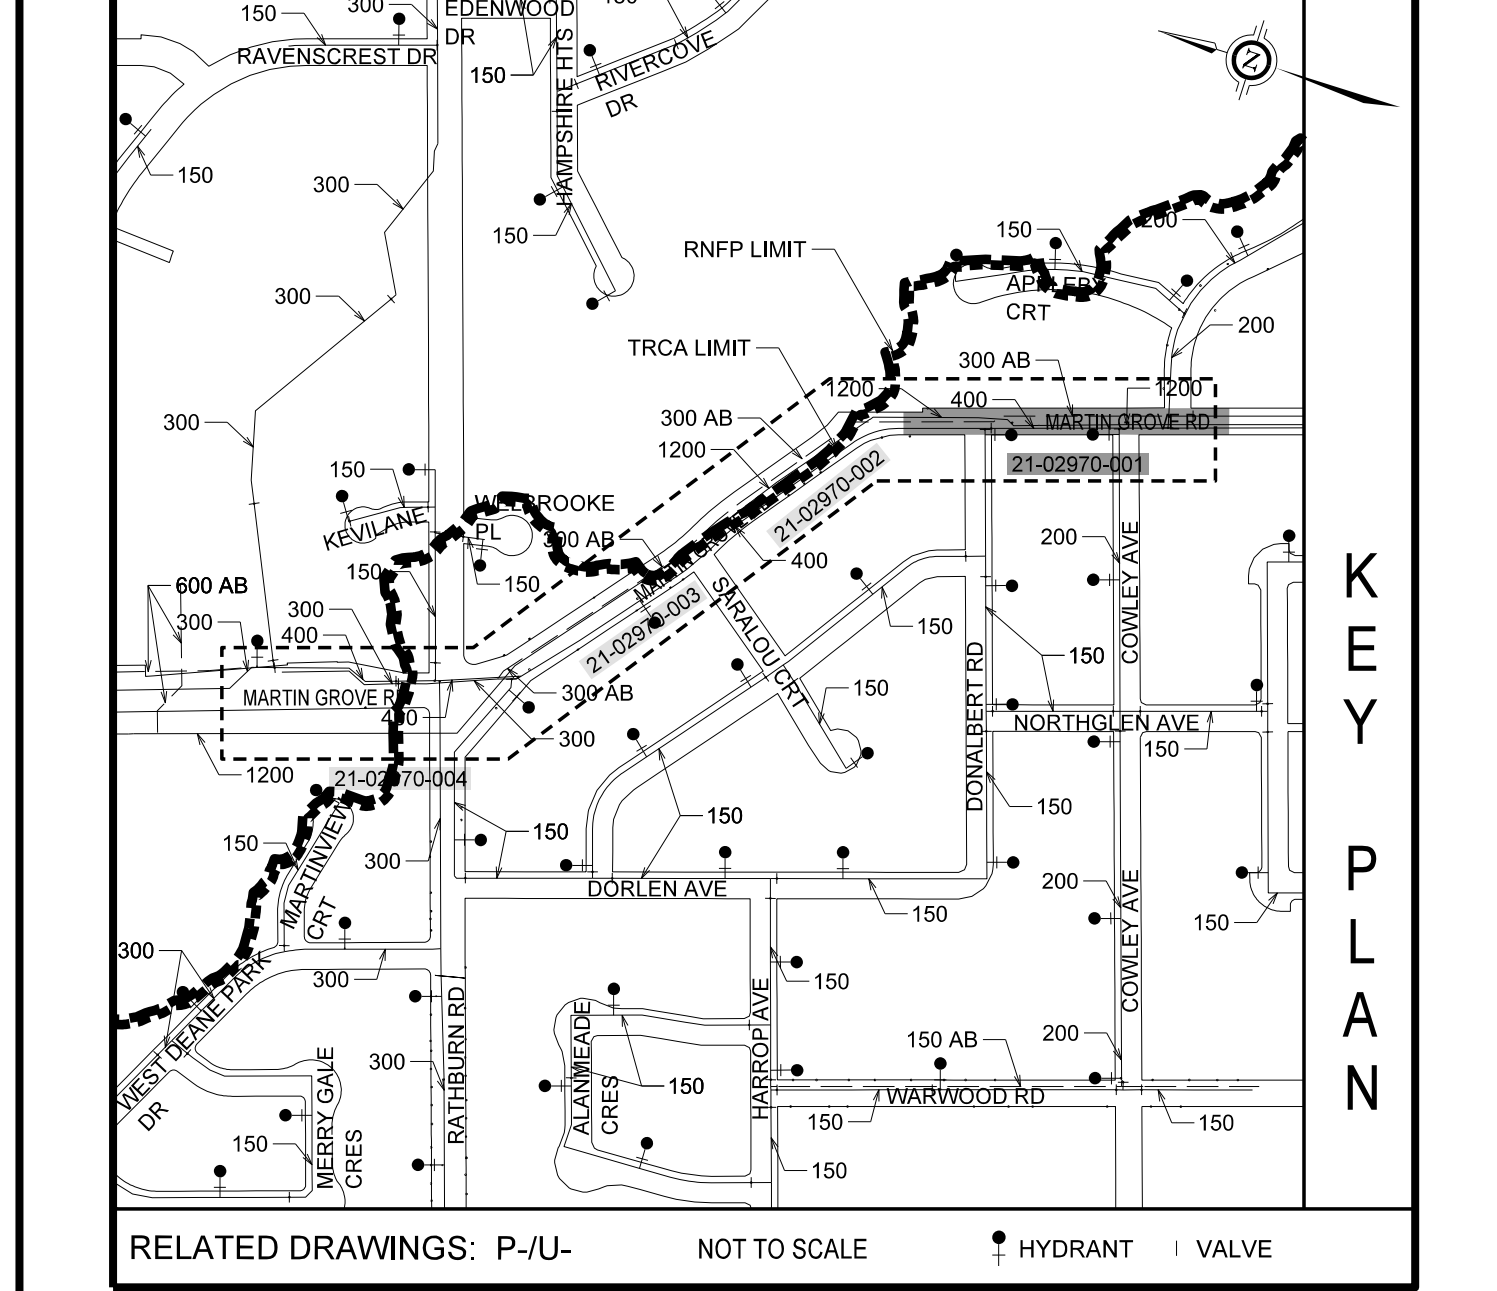 300
150
EDENWOOD
DR
RAVENSCREST DR
150
HAMPSHIRE HTS
RIVERCOVE
DR
N
150
300
200
150
150
RNFP LIMIT
APPLEBY
CRT
300
200
TRCA LIMIT
300 AB
1200
1200
400
300 AB
MARTIN GROVE RD
300
1200
21-02970-001
21-02970-002
150
WELBROOKE
PL
KEVILANE
300 AB
200
COWLEY AVE
400
150
150
600 AB
300
300
400
SARALOU CRT
21-02970-003
150
150
DONALBERT RD
MARTIN GROVE RD
300 AB
150
400
NORTHGLEN AVE
300
150
1200
21-02970-004
150
150
150
MARTINVIEW
CRT
150
300
DORLEN AVE
200
COWLEY AVE
150
150
300
WEST DEANE PARK
DR
300
150
HARROP AVE
RATHBURN RD
ALANMEADE
CRES
150 AB
200
300
150
WARWOOD RD
MERRY GALE
CRES
150
150
150
150
KEY PLAN
RELATED DRAWINGS: P-/U-
NOT TO SCALE
HYDRANT
VALVE